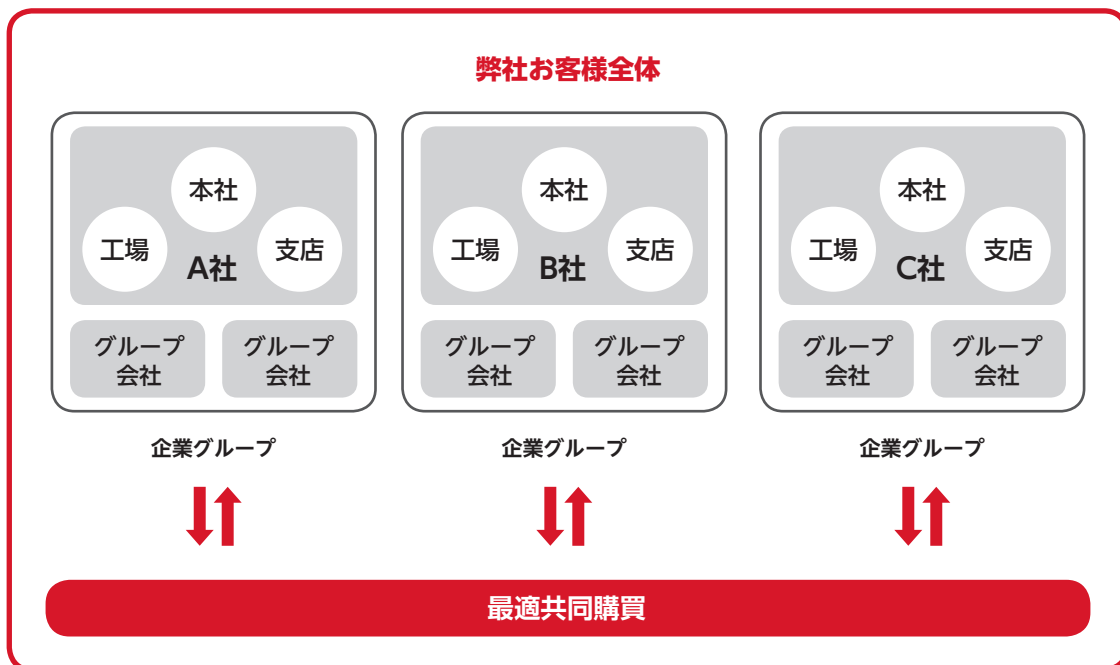 弊社お客様全体
本社
工場
支店
A社
グループ
会社
グループ
会社
企業グループ
本社
工場
支店
B社
グループ
会社
グループ
会社
企業グループ
本社
工場
支店
C社
グループ
会社
グループ
会社
企業グループ
最適共同購買